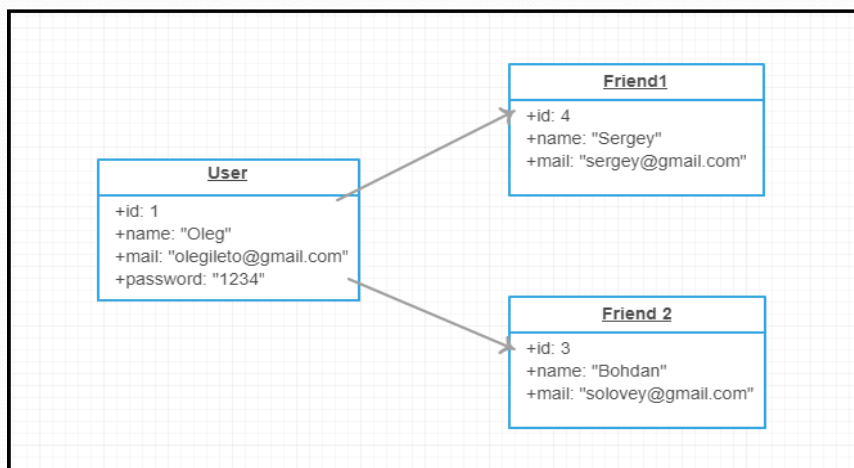 User
+id: 1
+name: "Oleg"
+mail: "olegileto@gmail.com"
+password: "1234"
Friend1
+id: 4
+name: "Sergey"
+mail: "sergey@gmail.com"
Friend 2
+id: 3
+name: "Bohdan"
+mail: "solovey@gmail.com"